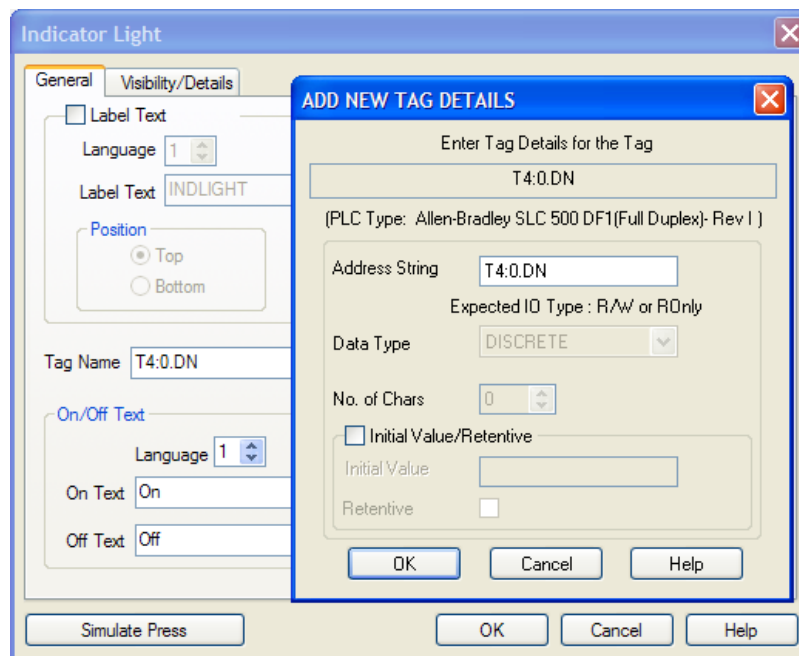 Indicator Light
General
Visibility/Details
Label Text
Language 1
Label Text INDLIGHT
Position
Top
Bottom
Tag Name T4:0.DN
On/Off Text
Language 1
On Text On
Off Text Off
Simulate Press
OK
Cancel
Help
ADD NEW TAG DETAILS
Enter Tag Details for the Tag
T4:0.DN
(PLC Type: Allen-Bradley SLC 500 DF1(Full Duplex)- Rev I )
Address String T4:0.DN
Expected IO Type : R/W or ROnly
Data Type DISCRETE
No. of Chars 0
Initial Value/Retentive
Initial Value
Retentive
OK
Cancel
Help